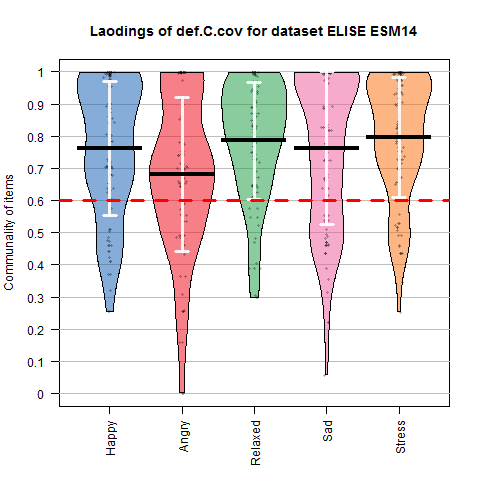 Laodings of def.C.cov for dataset ELISE ESM14
Communality of items
1
0.9
0.8
0.7
0.6
0.5
0.4
0.3
0.2
0.1
0
Happy
Angry
Relaxed
Sad
Stress